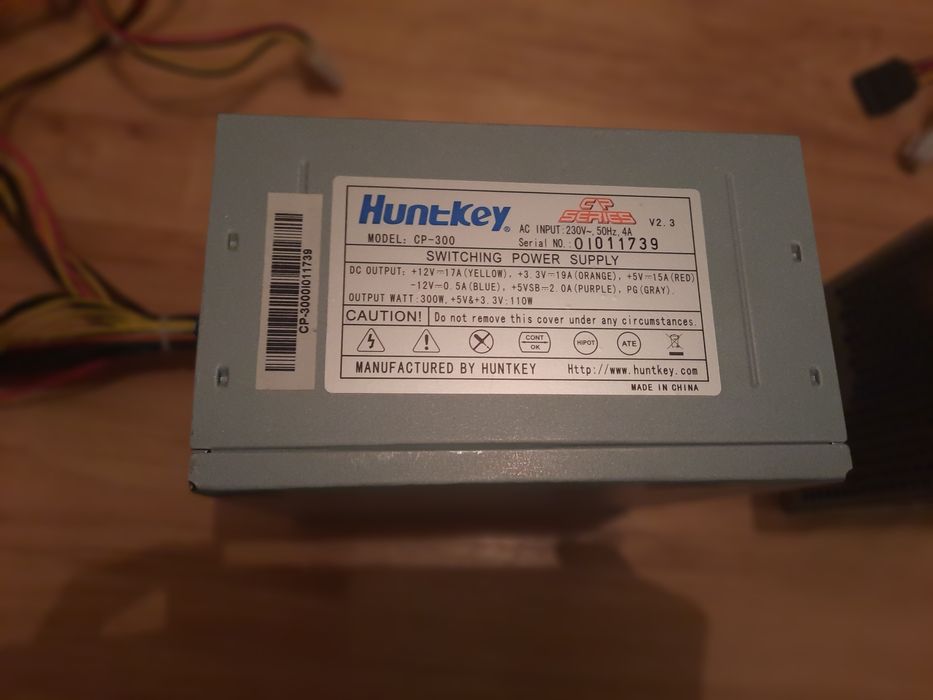 Huntkey®
CP
SERIES
V2.3
AC INPUT:230V~, 50Hz, 4A
MODEL: CP-300
Serial NO.: 01011739
SWITCHING POWER SUPPLY
DC OUTPUT: +12V⎓17A(YELLOW), +3.3V⎓19A(ORANGE), +5V⎓15A(RED)
-12V⎓0.5A(BLUE), +5VSB⎓2.0A(PURPLE), PG(GRAY).
OUTPUT WATT:300W, +5V&+3.3V:110W
CAUTION! Do not remove this cover under any circumstances.
CONT
OK
HIPOT
ATE
MANUFACTURED BY HUNTKEY Http://www.huntkey.com
MADE IN CHINA
CP-300OI011739